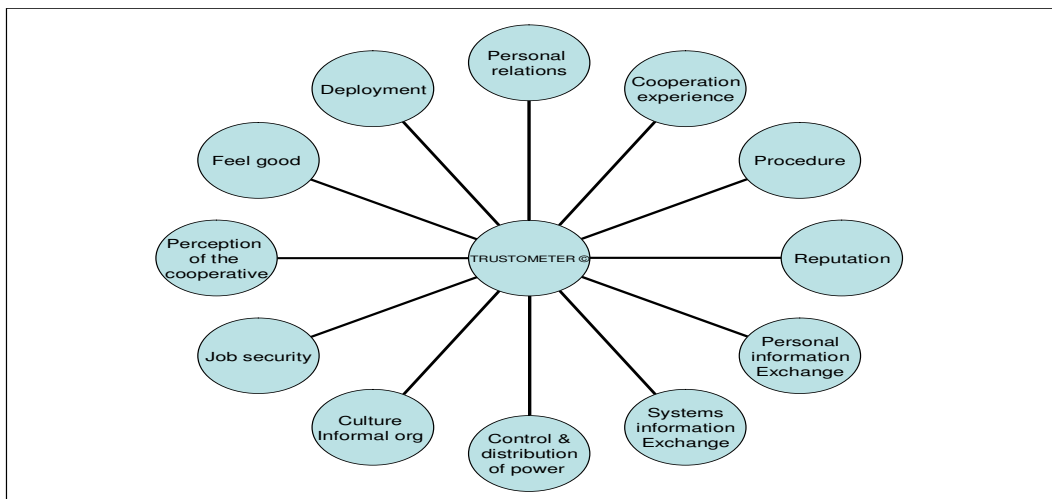 Personal
relations
Cooperation
experience
Procedure
Reputation
Personal
information
Exchange
Systems
information
Exchange
Control &
distribution
of power
Culture
Informal org
Job security
Perception
of the
cooperative
Feel good
Deployment
TRUSTOMETER ©